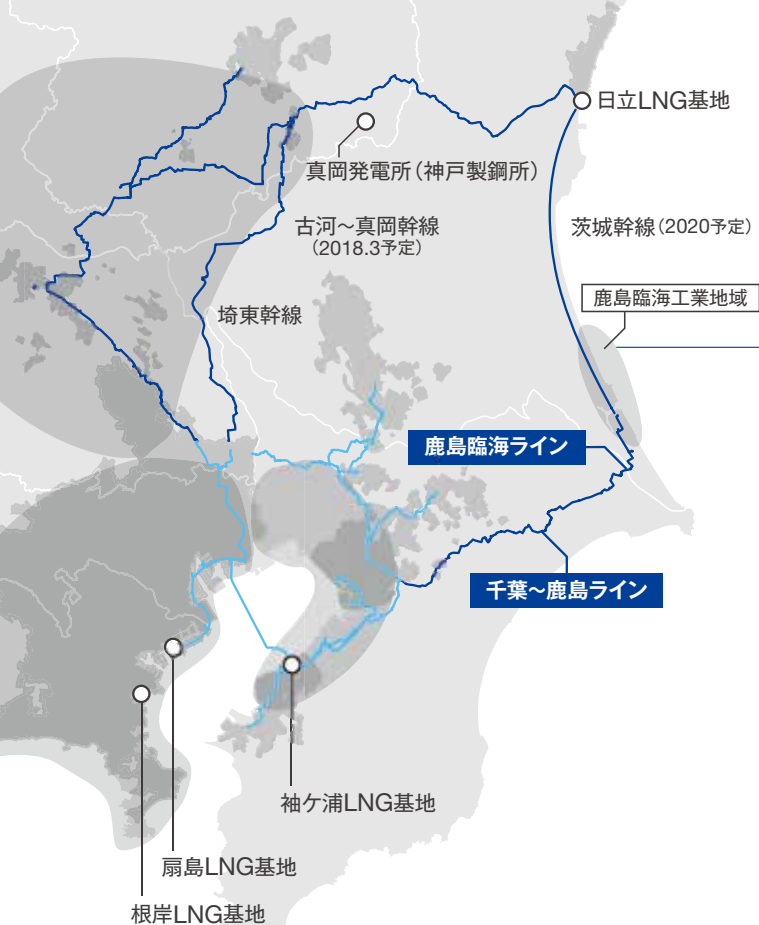 日立LNG基地
真岡発電所（神戸製鋼所）
古河～真岡幹線
（2018.3予定）
茨城幹線（2020予定）
鹿島臨海工業地域
埼東幹線
鹿島臨海ライン
千葉～鹿島ライン
袖ケ浦LNG基地
扇島LNG基地
根岸LNG基地